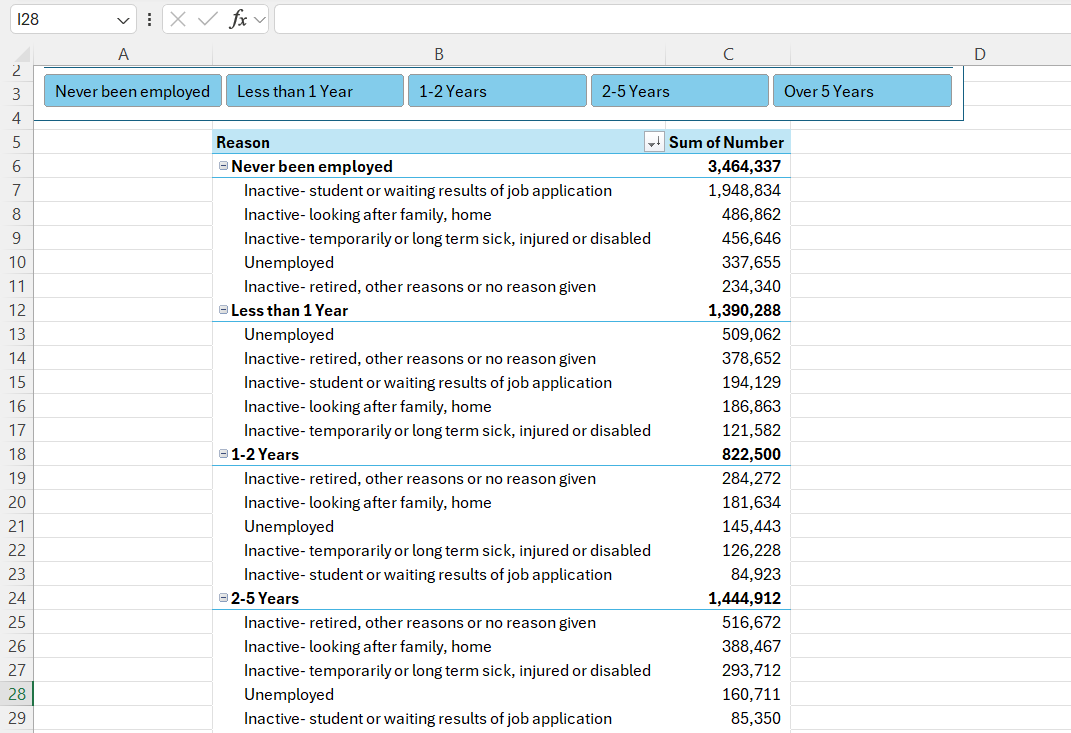 I28 fx
A B C D
2
3 Never been employed Less than 1 Year 1-2 Years 2-5 Years Over 5 Years
4
5 Reason Sum of Number
6 Never been employed 3,464,337
7 Inactive- student or waiting results of job application 1,948,834
8 Inactive- looking after family, home 486,862
9 Inactive- temporarily or long term sick, injured or disabled 456,646
10 Unemployed 337,655
11 Inactive- retired, other reasons or no reason given 234,340
12 Less than 1 Year 1,390,288
13 Unemployed 509,062
14 Inactive- retired, other reasons or no reason given 378,652
15 Inactive- student or waiting results of job application 194,129
16 Inactive- looking after family, home 186,863
17 Inactive- temporarily or long term sick, injured or disabled 121,582
18 1-2 Years 822,500
19 Inactive- retired, other reasons or no reason given 284,272
20 Inactive- looking after family, home 181,634
21 Unemployed 145,443
22 Inactive- temporarily or long term sick, injured or disabled 126,228
23 Inactive- student or waiting results of job application 84,923
24 2-5 Years 1,444,912
25 Inactive- retired, other reasons or no reason given 516,672
26 Inactive- looking after family, home 388,467
27 Inactive- temporarily or long term sick, injured or disabled 293,712
28 Unemployed 160,711
29 Inactive- student or waiting results of job application 85,350